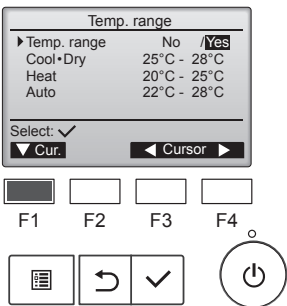 Temp. range
Temp. range No /Yes
Cool•Dry 25°C - 28°C
Heat 20°C - 25°C
Auto 22°C - 28°C
Select:
Cur. Cursor
F1 F2 F3 F4